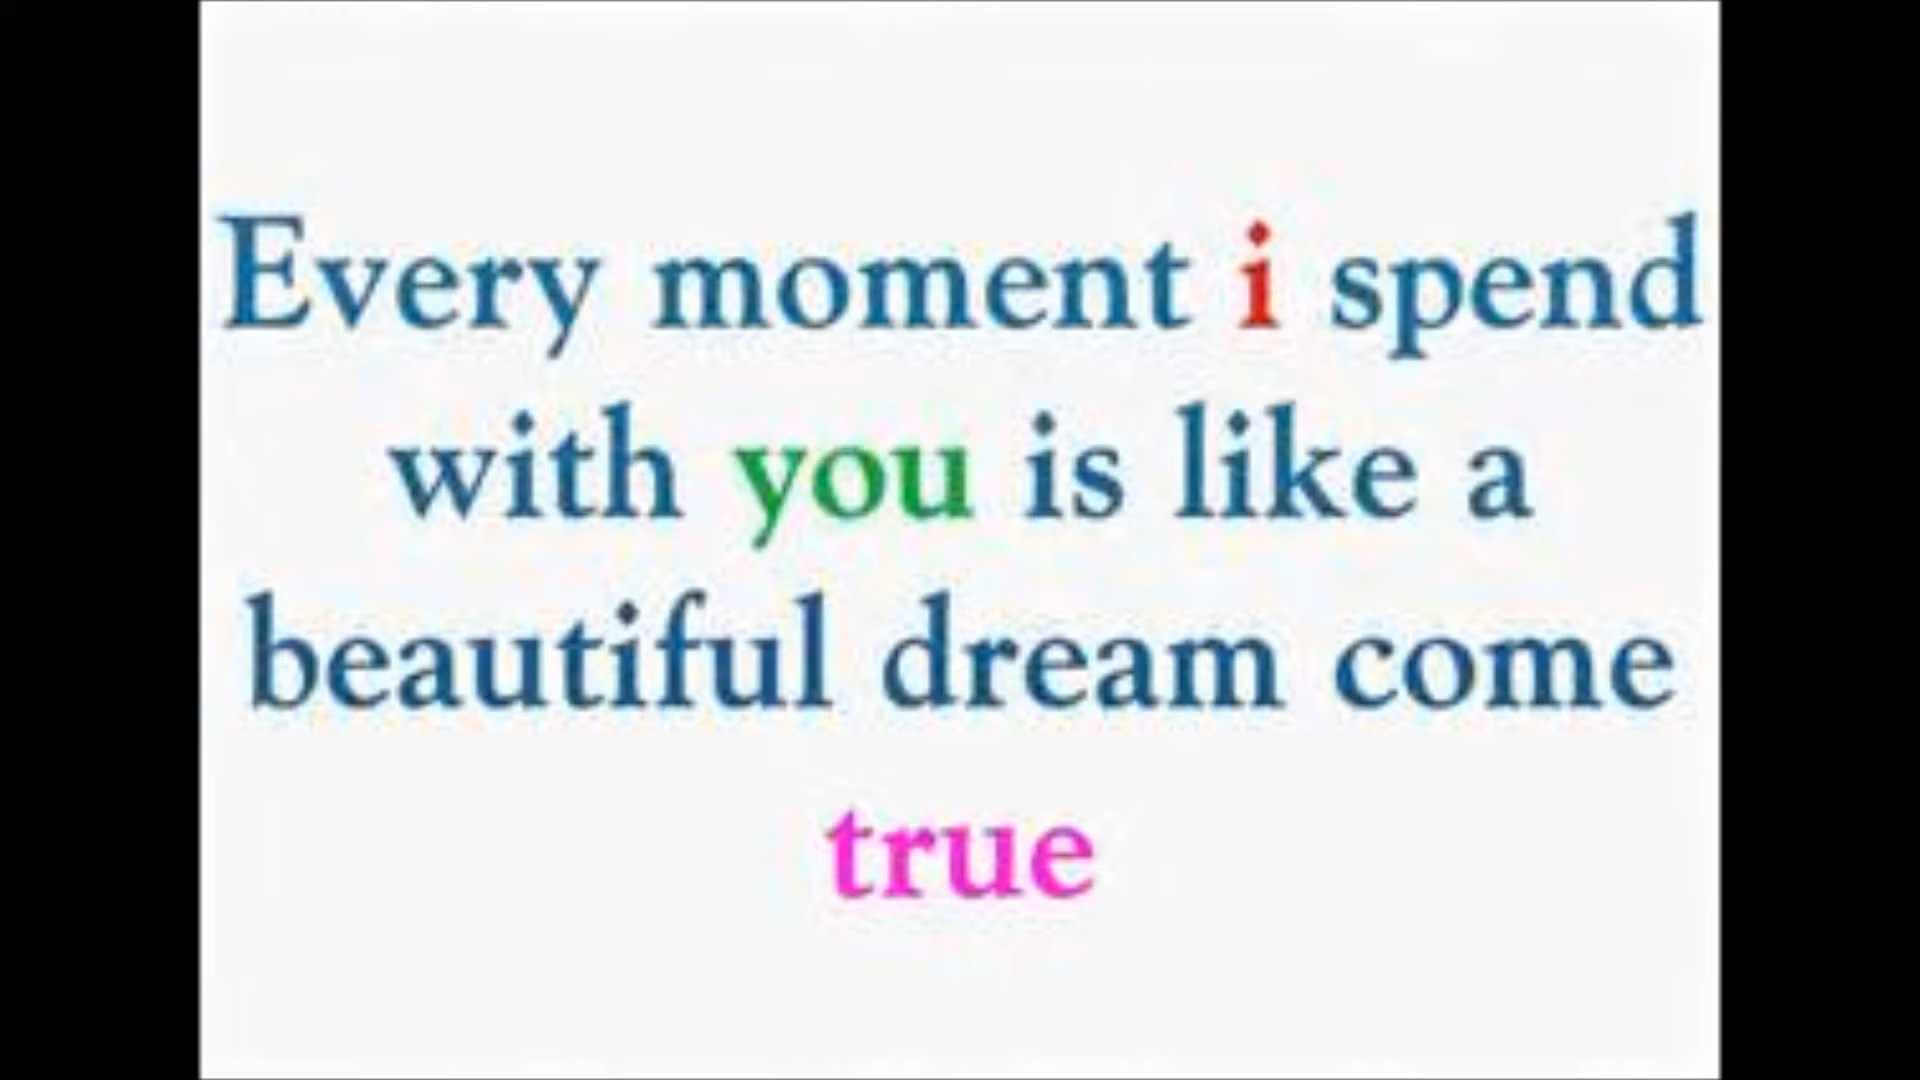 Every moment i spend
with you is like a
beautiful dream come
true